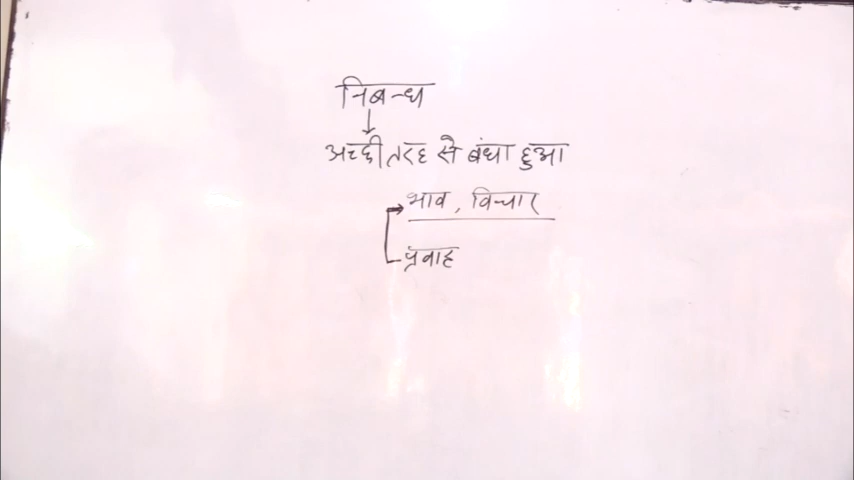 निबन्ध
अच्छी तरह से बंधा हुआ
भाव, विचार
प्रवाह